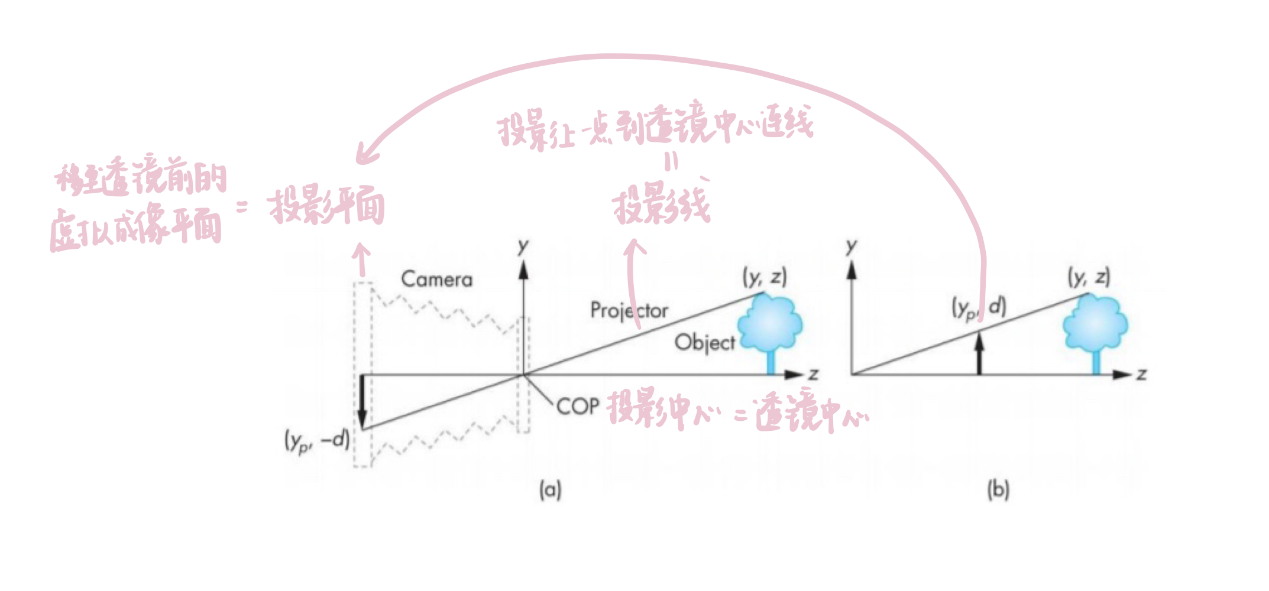 投影让一点到透镜中心连线
=
移至透镜前的
虚拟成像平面 = 投影平面
投影线
y
Camera
(y, z)
Projector
Object
z
COP 投影中心 = 透镜中心
(yp, −d)
(a)
y
(y, z)
(yp, d)
z
(b)